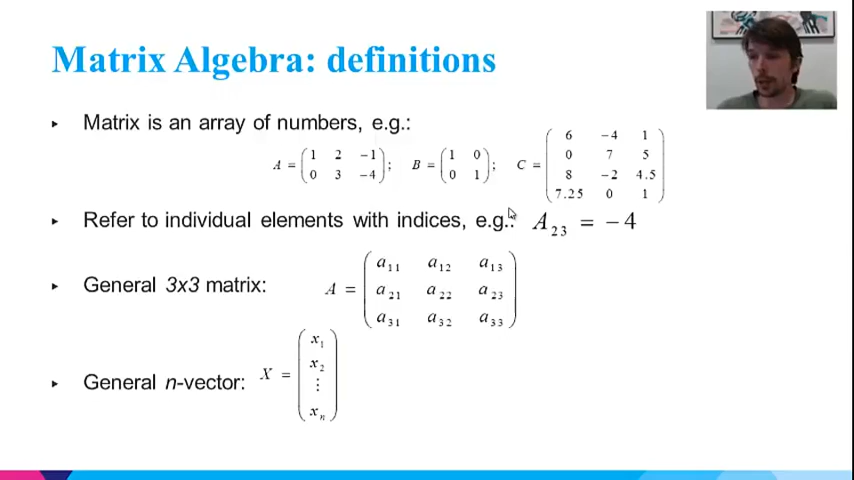 Matrix Algebra: definitions
▸ Matrix is an array of numbers, e.g.:
A = ( 1 2 −1 ; 0 3 −4 ); B = ( 1 0 ; 0 1 ); C = ( 6 −4 1 ; 0 7 5 ; 8 −2 4.5 ; 7.25 0 1 )
▸ Refer to individual elements with indices, e.g.: A₂₃ = −4
▸ General 3x3 matrix: A = ( a₁₁ a₁₂ a₁₃ ; a₂₁ a₂₂ a₂₃ ; a₃₁ a₃₂ a₃₃ )
▸ General n-vector: X = ( x₁ ; x₂ ; ⋮ ; xₙ )